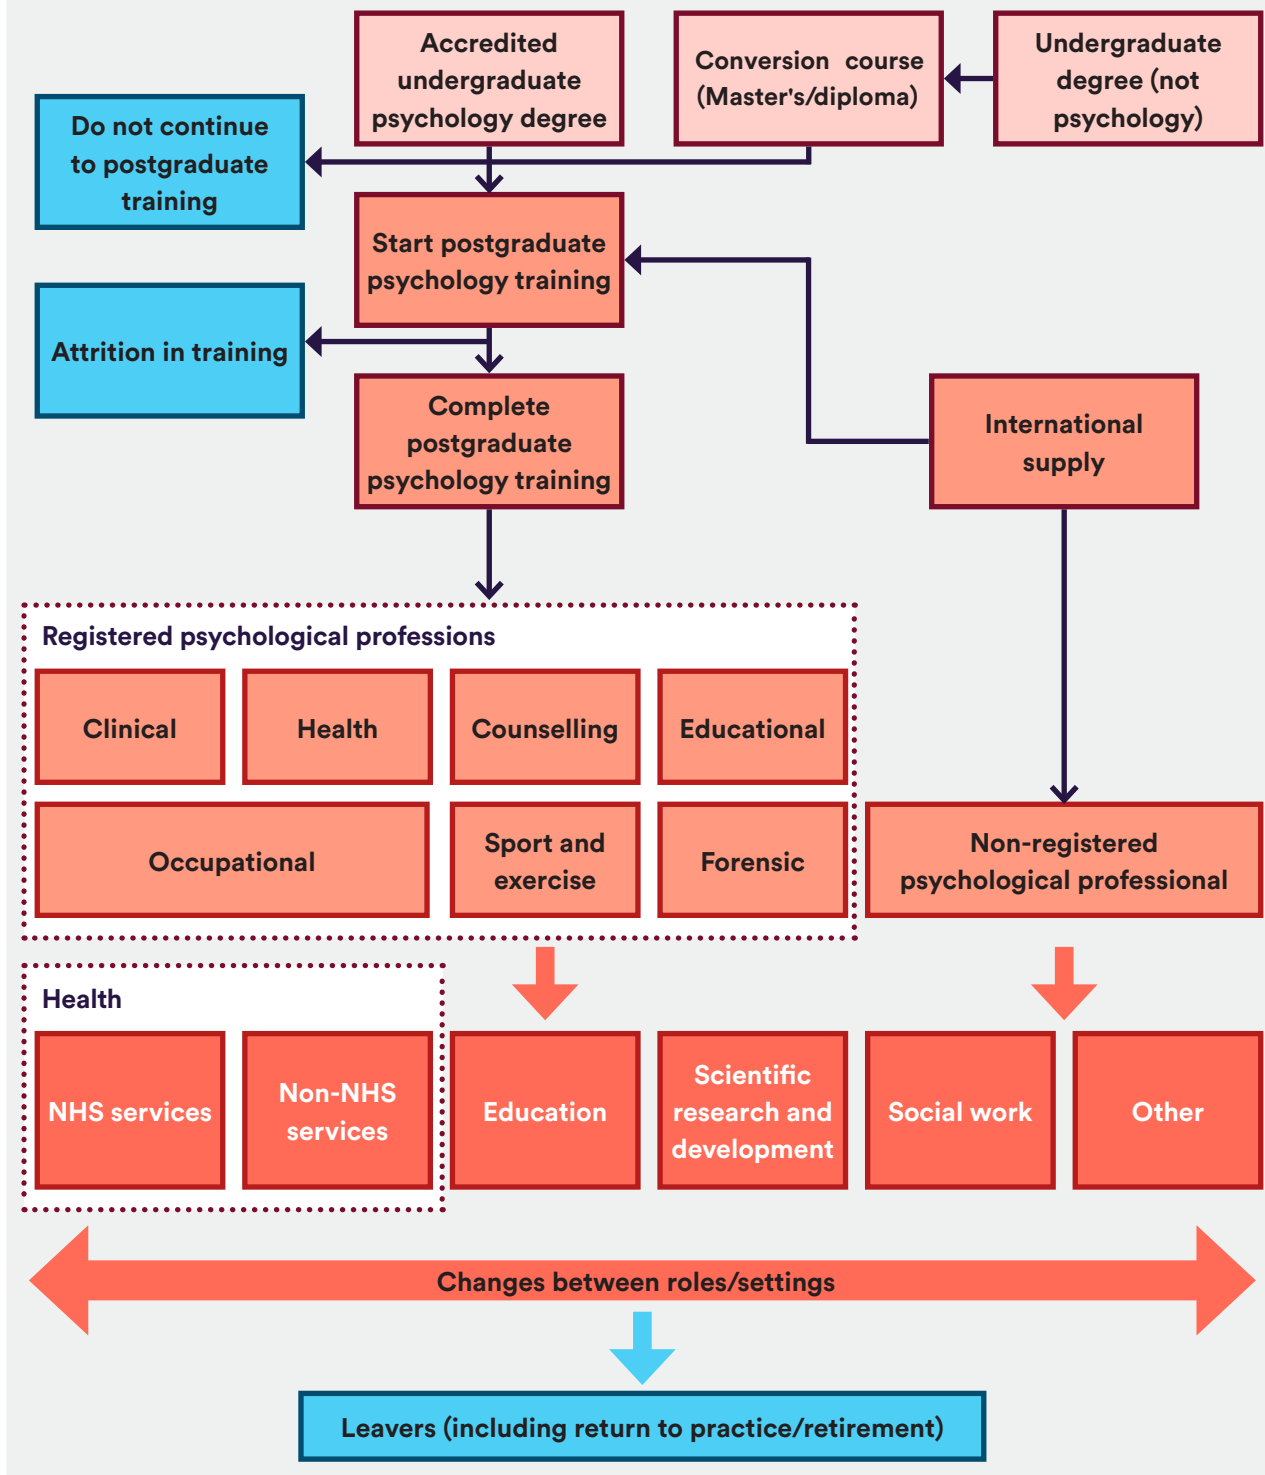 Accredited
undergraduate
psychology degree
Conversion course
(Master's/diploma)
Undergraduate
degree (not
psychology)
Do not continue
to postgraduate
training
Start postgraduate
psychology training
Attrition in training
Complete
postgraduate
psychology training
International
supply
Registered psychological professions
Clinical
Health
Counselling
Educational
Occupational
Sport and
exercise
Forensic
Non-registered
psychological professional
Health
NHS services
Non-NHS
services
Education
Scientific
research and
development
Social work
Other
Changes between roles/settings
Leavers (including return to practice/retirement)